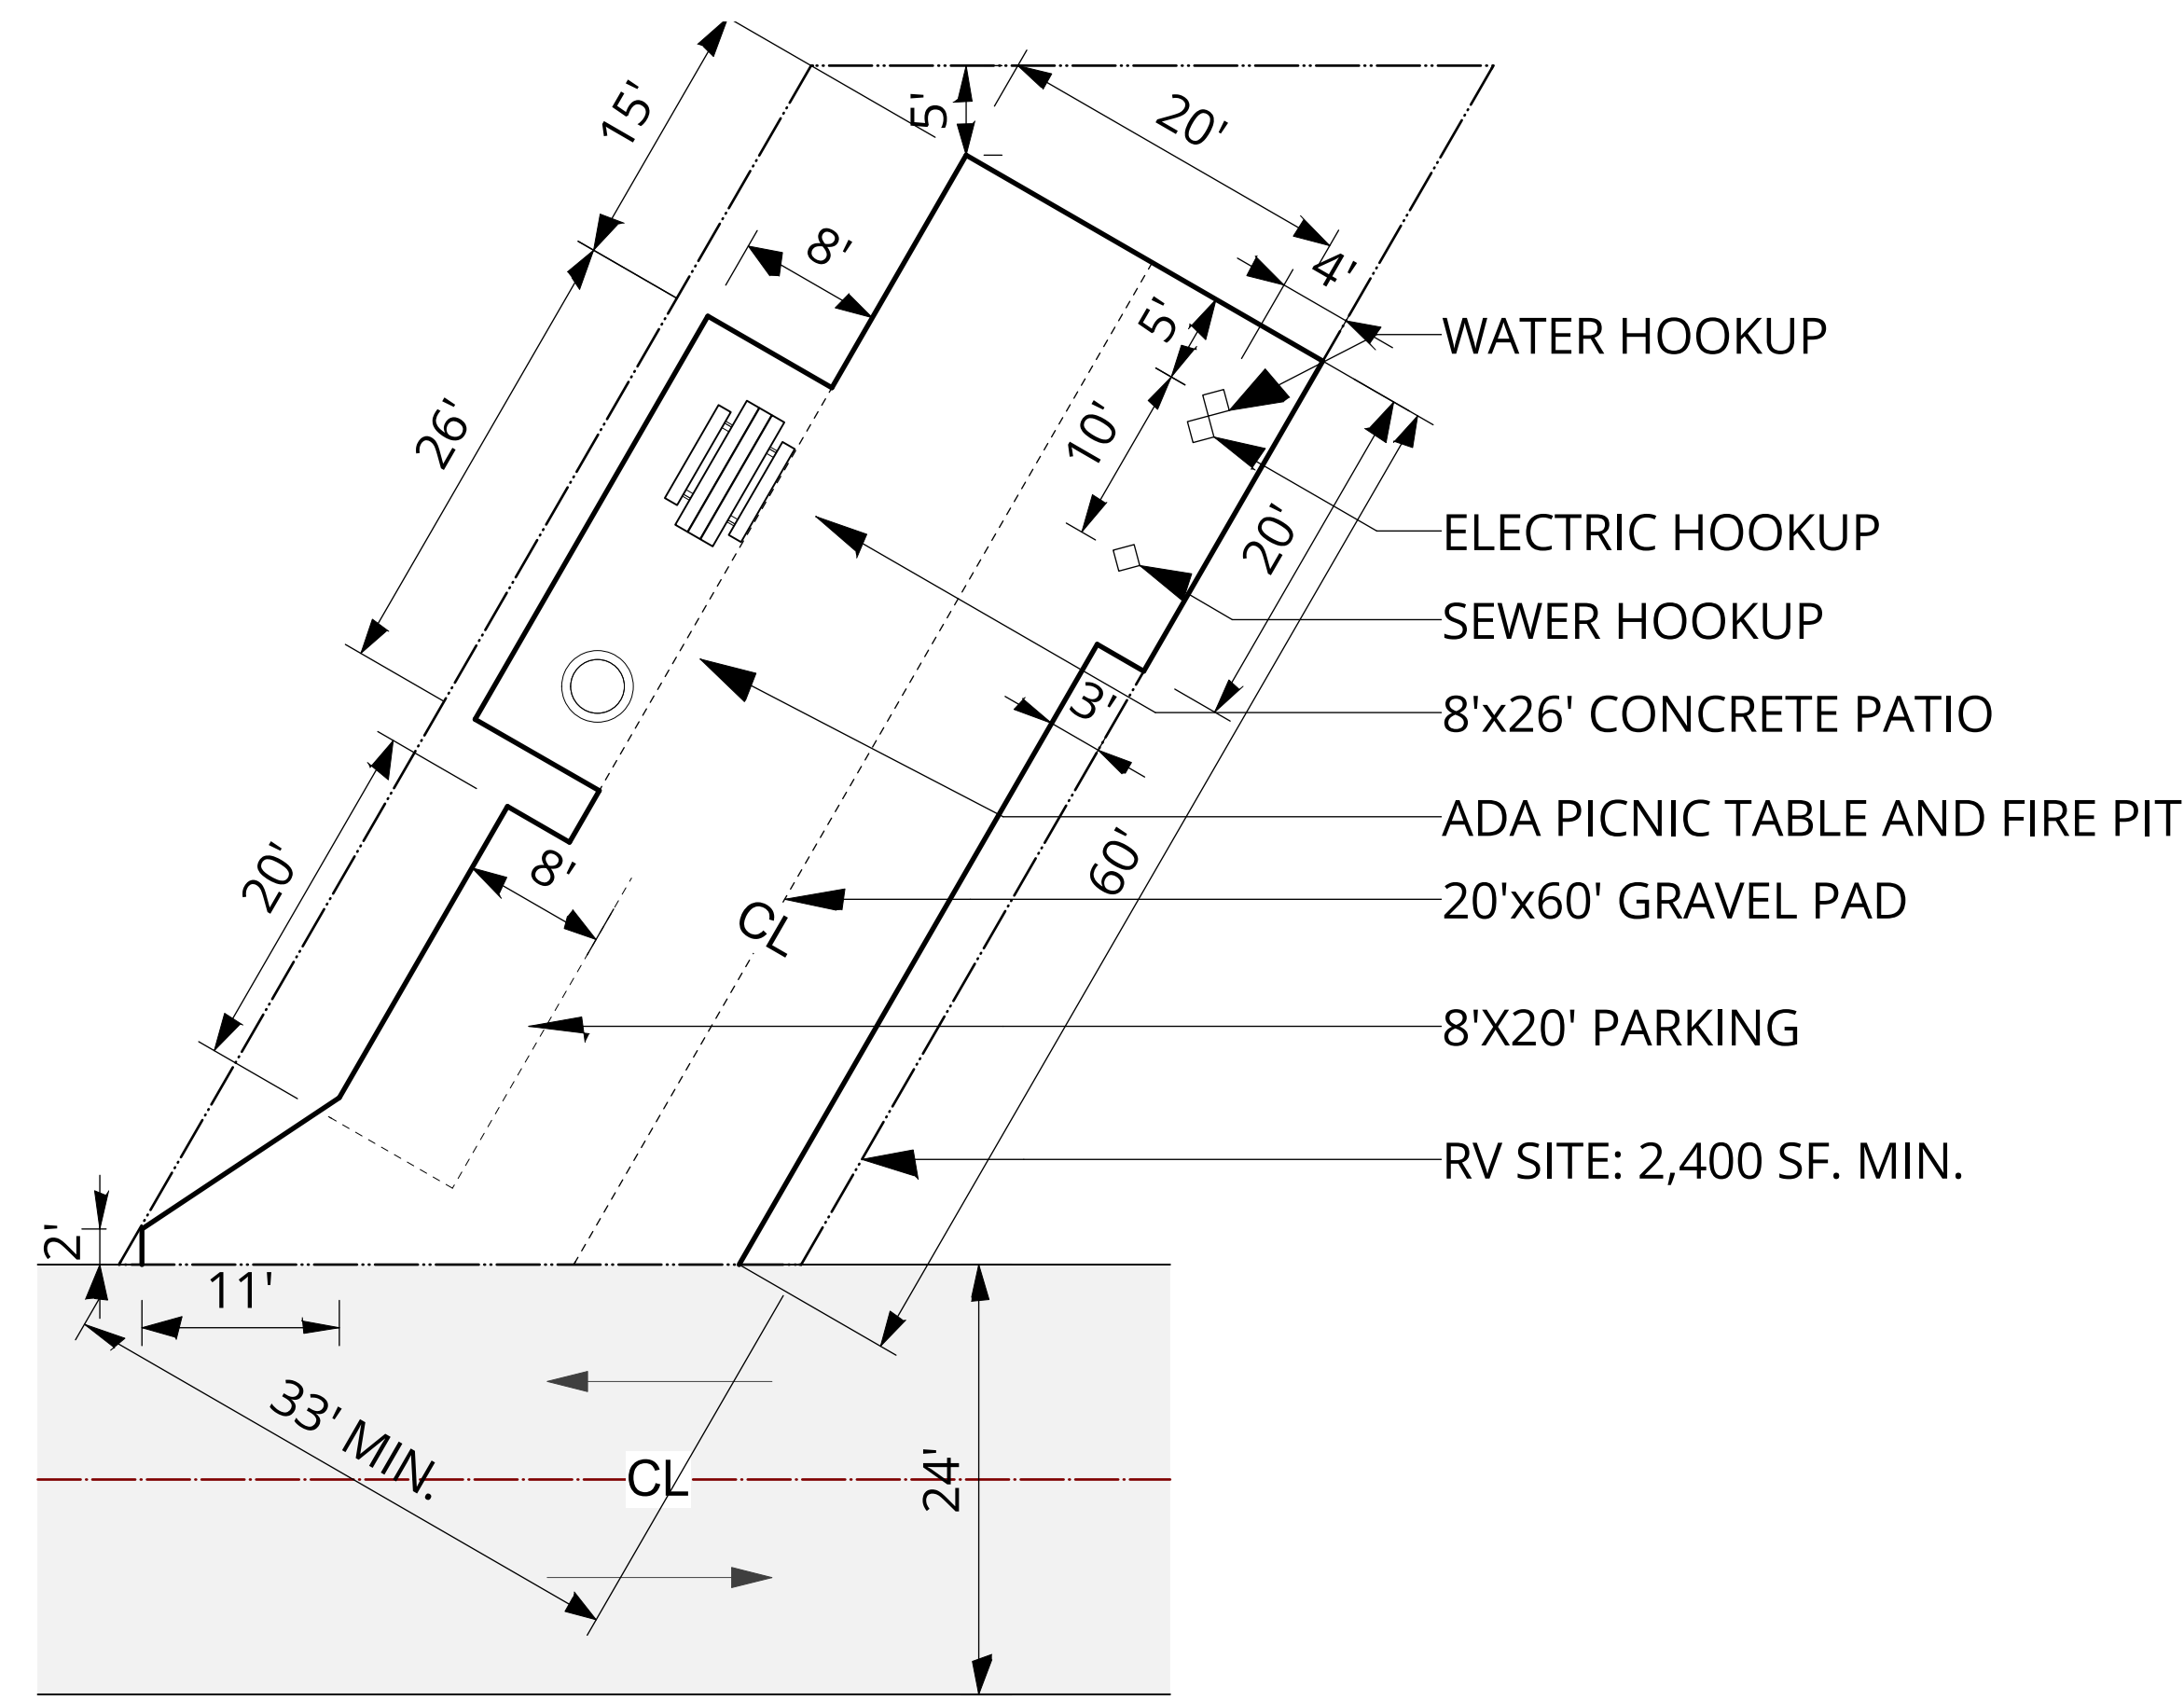 15'
5'
20'
8'
4'
5'
WATER HOOKUP
26'
10'
20'
ELECTRIC HOOKUP
SEWER HOOKUP
3'
8'x26' CONCRETE PATIO
ADA PICNIC TABLE AND FIRE PIT
20'
8'
60'
CL
20'x60' GRAVEL PAD
8'X20' PARKING
RV SITE: 2,400 SF. MIN.
2'
11'
33' MIN.
CL
24'